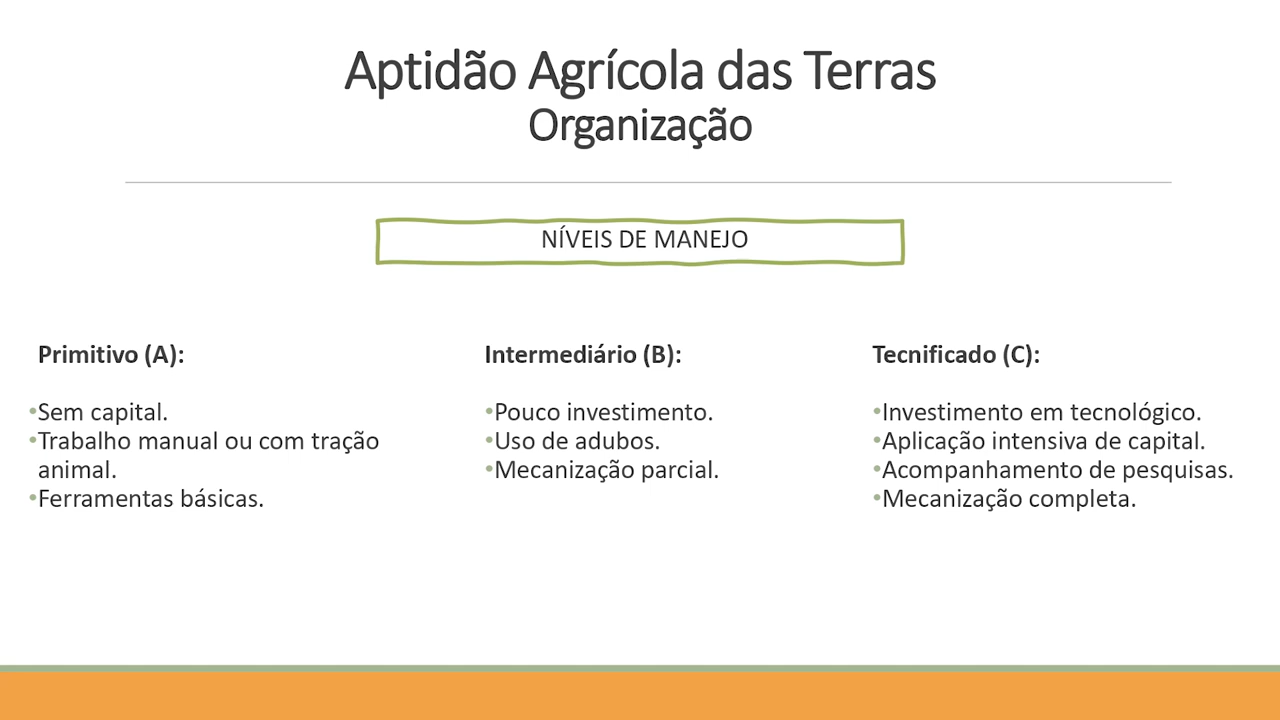 Aptidão Agrícola das Terras
Organização
NÍVEIS DE MANEJO
Primitivo (A):
•Sem capital.
•Trabalho manual ou com tração
animal.
•Ferramentas básicas.
Intermediário (B):
•Pouco investimento.
•Uso de adubos.
•Mecanização parcial.
Tecnificado (C):
•Investimento em tecnológico.
•Aplicação intensiva de capital.
•Acompanhamento de pesquisas.
•Mecanização completa.